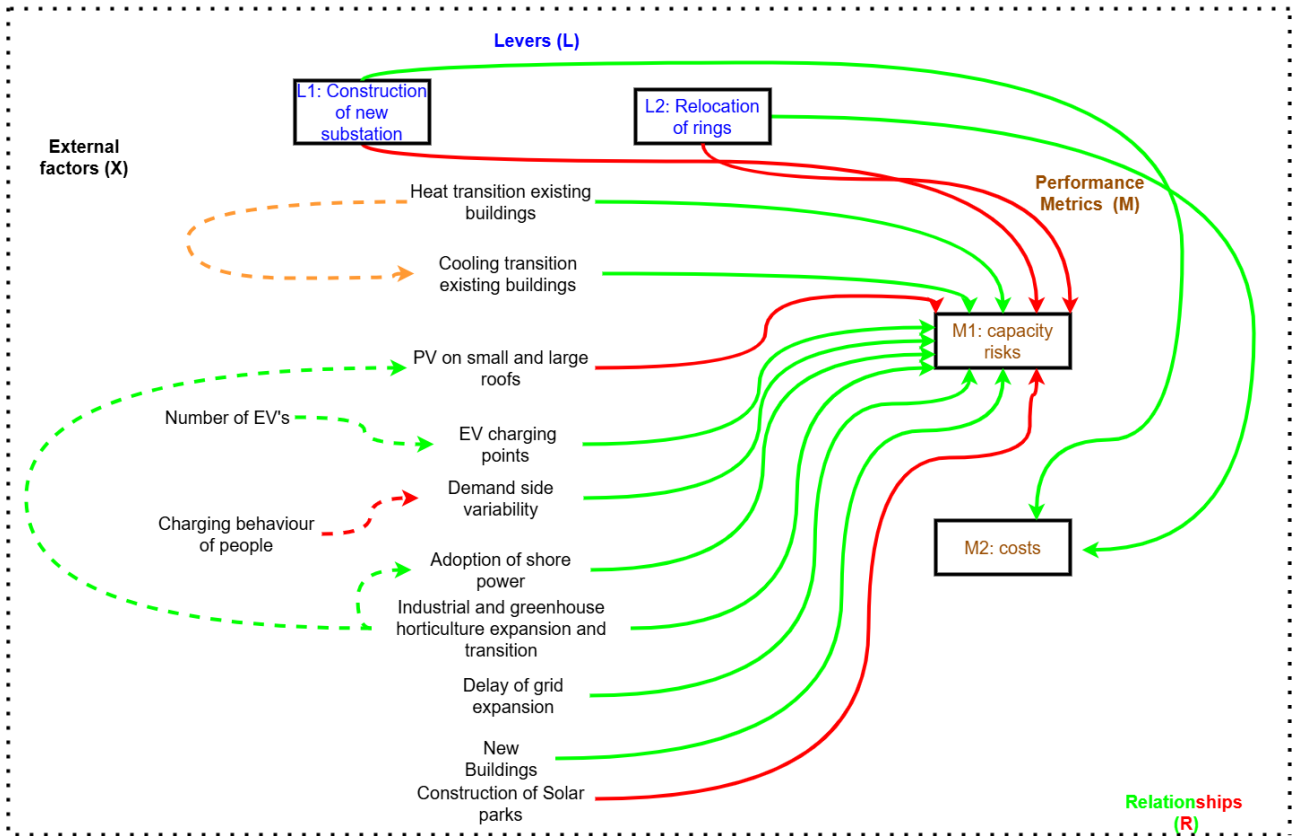 Levers (L)
L1: Construction
of new
substation
L2: Relocation
of rings
External
factors (X)
Performance
Metrics (M)
Heat transition existing
buildings
Cooling transition
existing buildings
M1: capacity
risks
PV on small and large
roofs
Number of EV's
EV charging
points
Demand side
variability
Charging behaviour
of people
M2: costs
Adoption of shore
power
Industrial and greenhouse
horticulture expansion and
transition
Delay of grid
expansion
New
Buildings
Construction of Solar
parks
Relationships
(R)